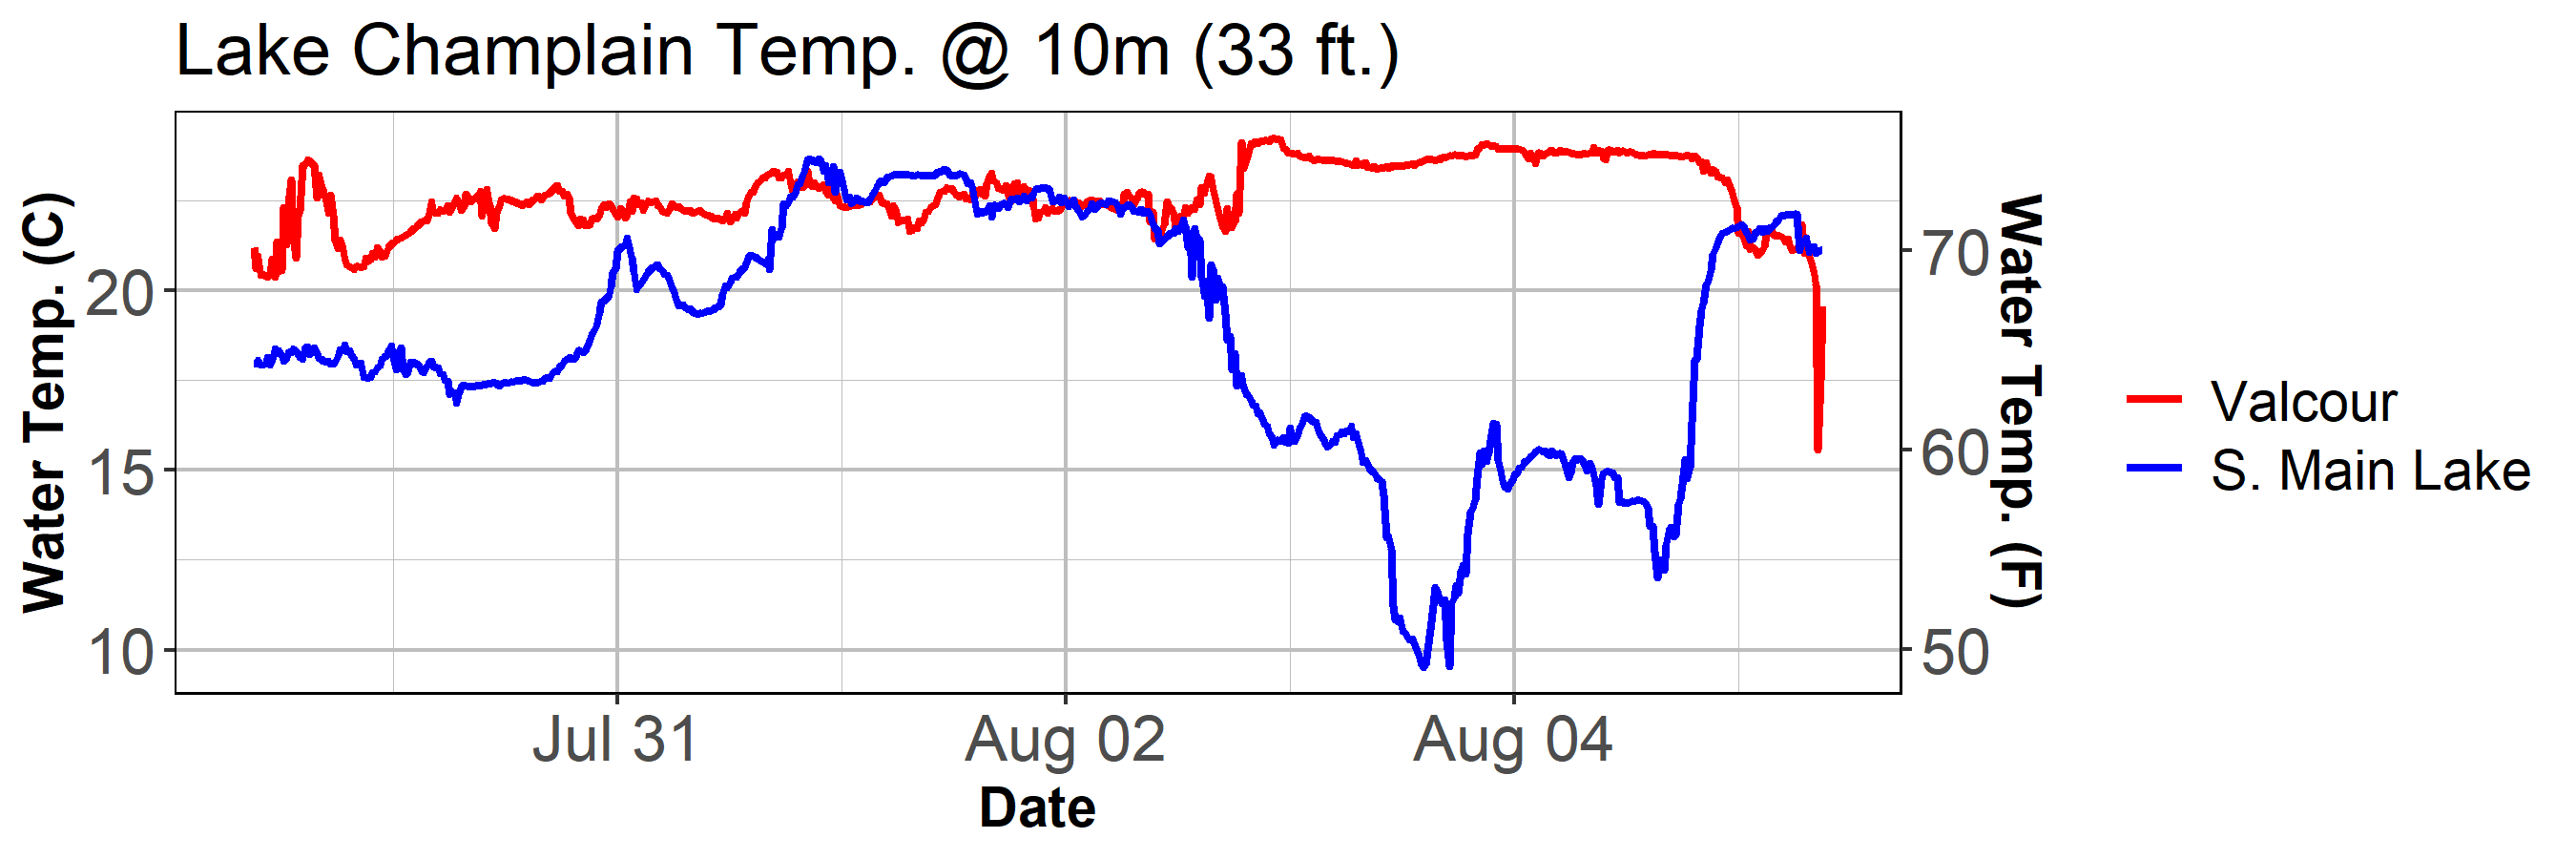 Lake Champlain Temp. @ 10m (33 ft.)
Water Temp. (C)
20
15
10
70
60
50
Water Temp. (F)
Jul 31
Aug 02
Aug 04
Date
Valcour
S. Main Lake